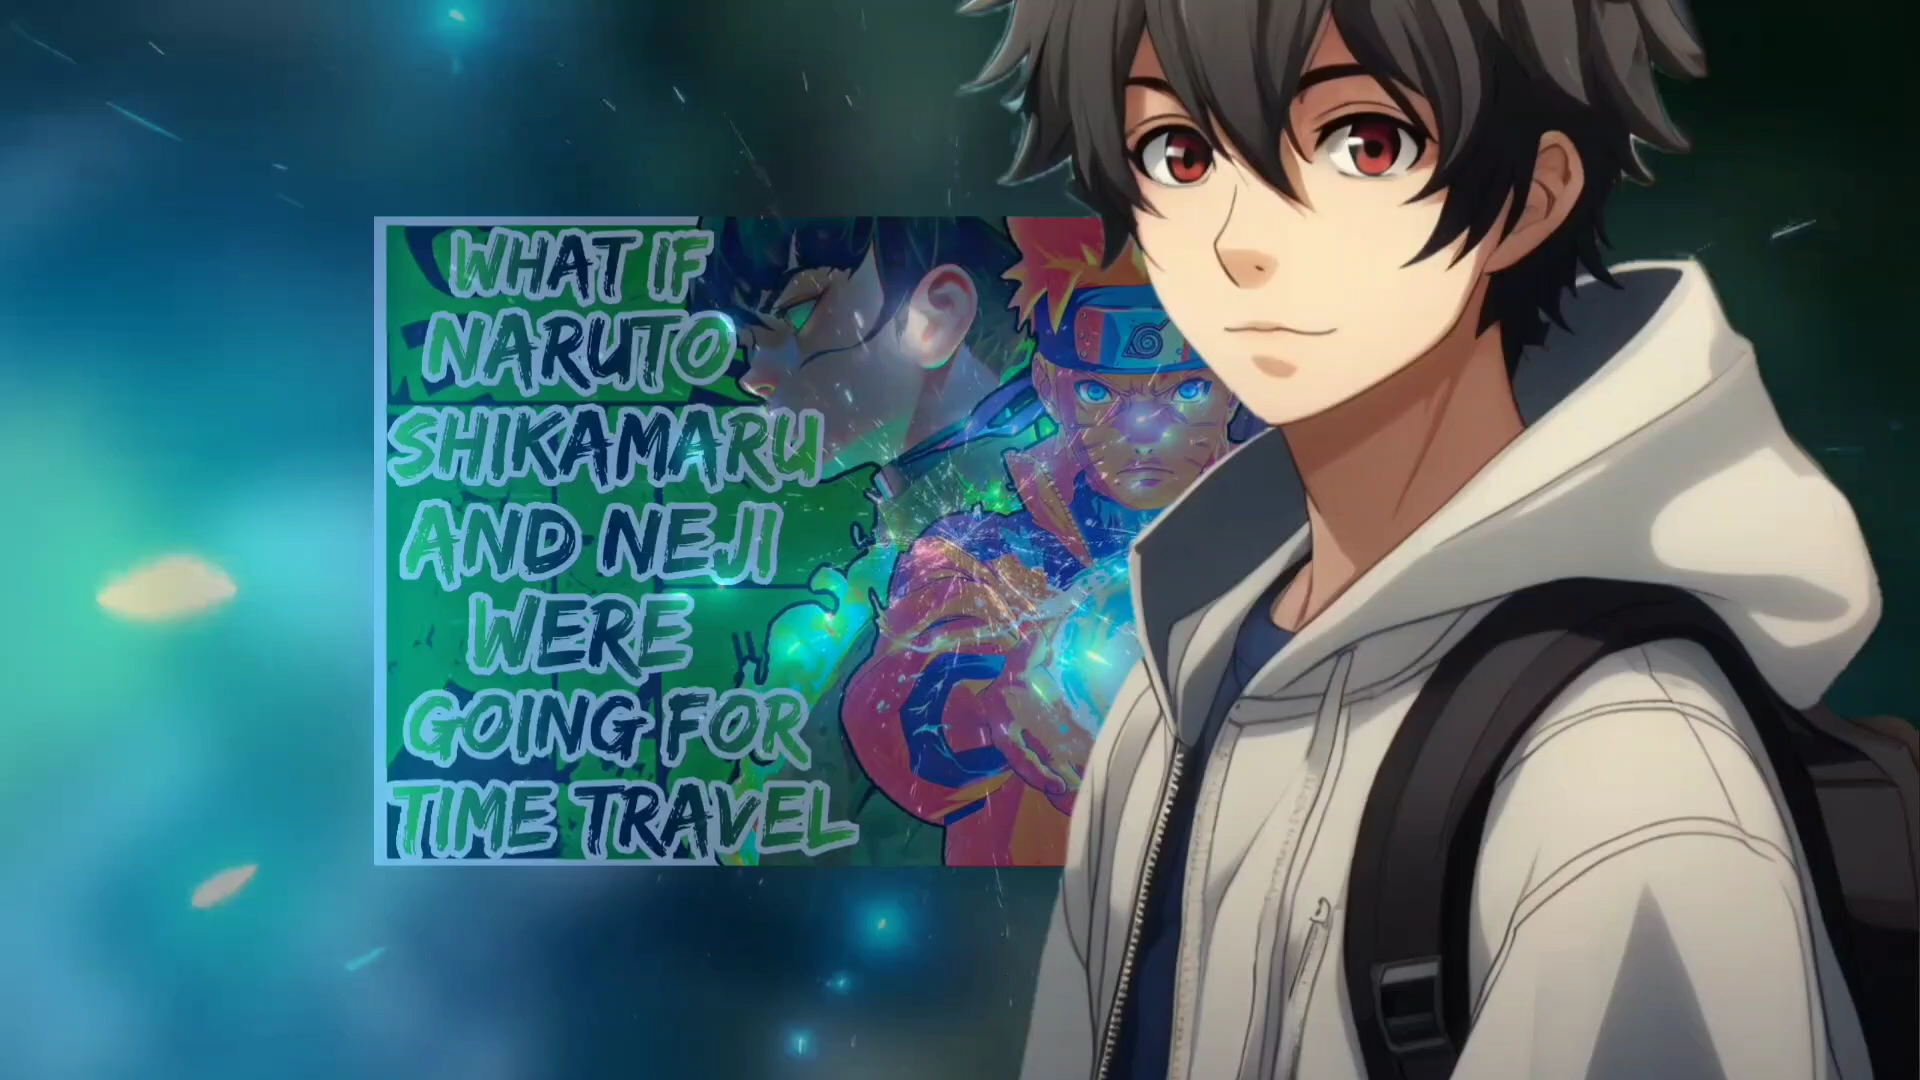 WHAT IF
NARUTO
SHIKAMARU
AND NEJI
WERE
GOING FOR
TIME TRAVEL